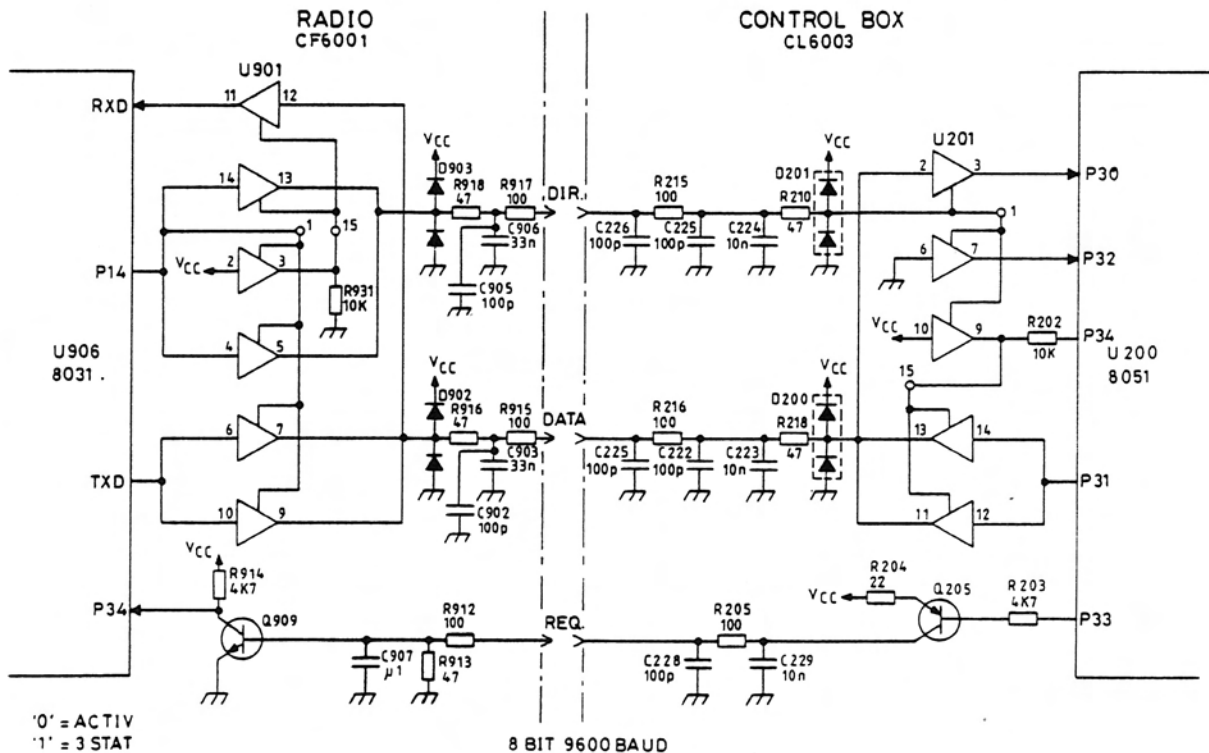 RADIO
CF6001
CONTROL BOX
CL6003
U901
11
12
RXD
14
13
1
15
P14
VCC
2
3
R931
10K
4
5
U906
8031.
6
7
TXD
10
9
VCC
R914
4K7
P34
Q909
VCC
D903
R918
47
R917
100
C906
33n
C905
100p
DIR.
VCC
D902
R916
47
R915
100
C903
33n
C902
100p
DATA
R912
100
C907
µ1
R913
47
REQ.
R215
100
C226
100p
C225
100p
C224
10n
VCC
D201
R210
47
R216
100
C225
100p
C222
100p
C223
10n
VCC
D200
R218
47
R205
100
C228
100p
C229
10n
VCC
R204
22
Q205
R203
4K7
P33
U201
2
3
P30
1
6
7
P32
VCC
10
9
R202
10K
P34
U200
8051
15
13
14
P31
11
12
'0' = ACTIV
'1' = 3 STAT
8 BIT 9600 BAUD